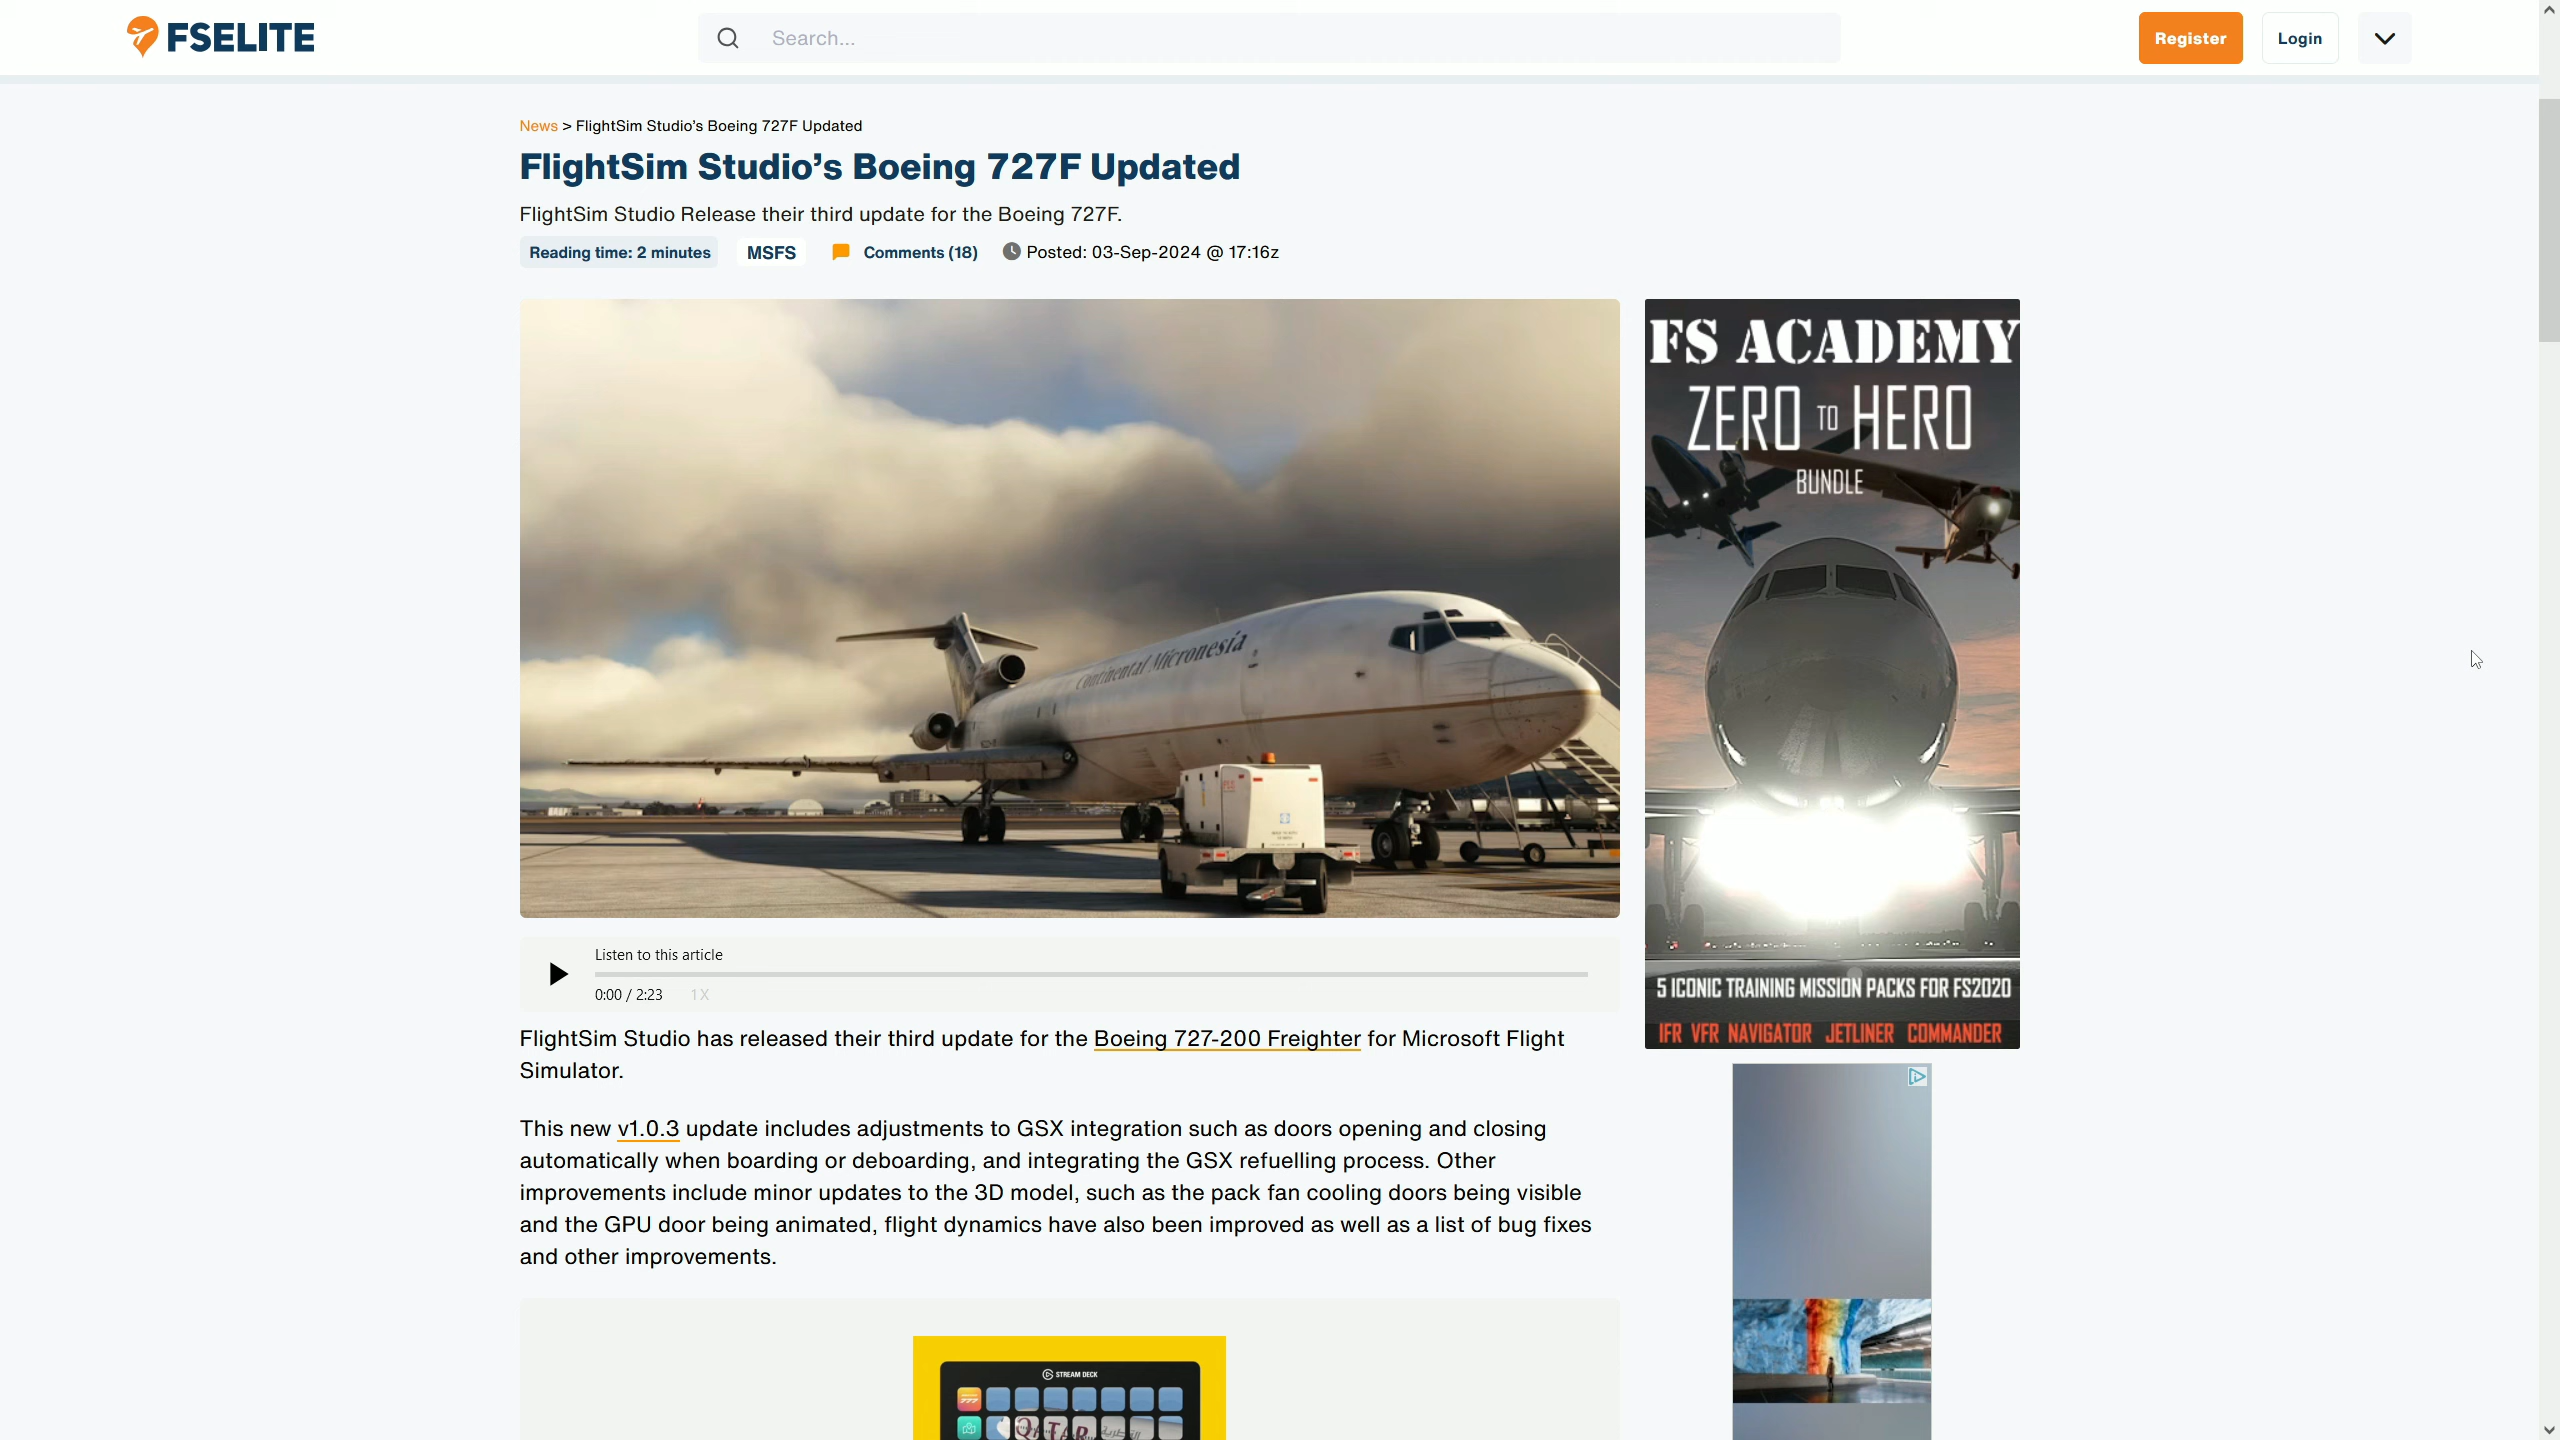 FSELITE
Search...
Register
Login
News > FlightSim Studio’s Boeing 727F Updated
FlightSim Studio’s Boeing 727F Updated
FlightSim Studio Release their third update for the Boeing 727F.
Reading time: 2 minutes
MSFS
Comments (18)
Posted: 03-Sep-2024 @ 17:16z
Continental Micronesia
FS ACADEMY
ZERO TO HERO
BUNDLE
5 ICONIC TRAINING MISSION PACKS FOR FS2020
IFR VFR NAVIGATOR JETLINER COMMANDER
Listen to this article
0:00 / 2:23 1X
FlightSim Studio has released their third update for the Boeing 727-200 Freighter for Microsoft Flight
Simulator.
This new v1.0.3 update includes adjustments to GSX integration such as doors opening and closing
automatically when boarding or deboarding, and integrating the GSX refuelling process. Other
improvements include minor updates to the 3D model, such as the pack fan cooling doors being visible
and the GPU door being animated, flight dynamics have also been improved as well as a list of bug fixes
and other improvements.
STREAM DECK
QATAR